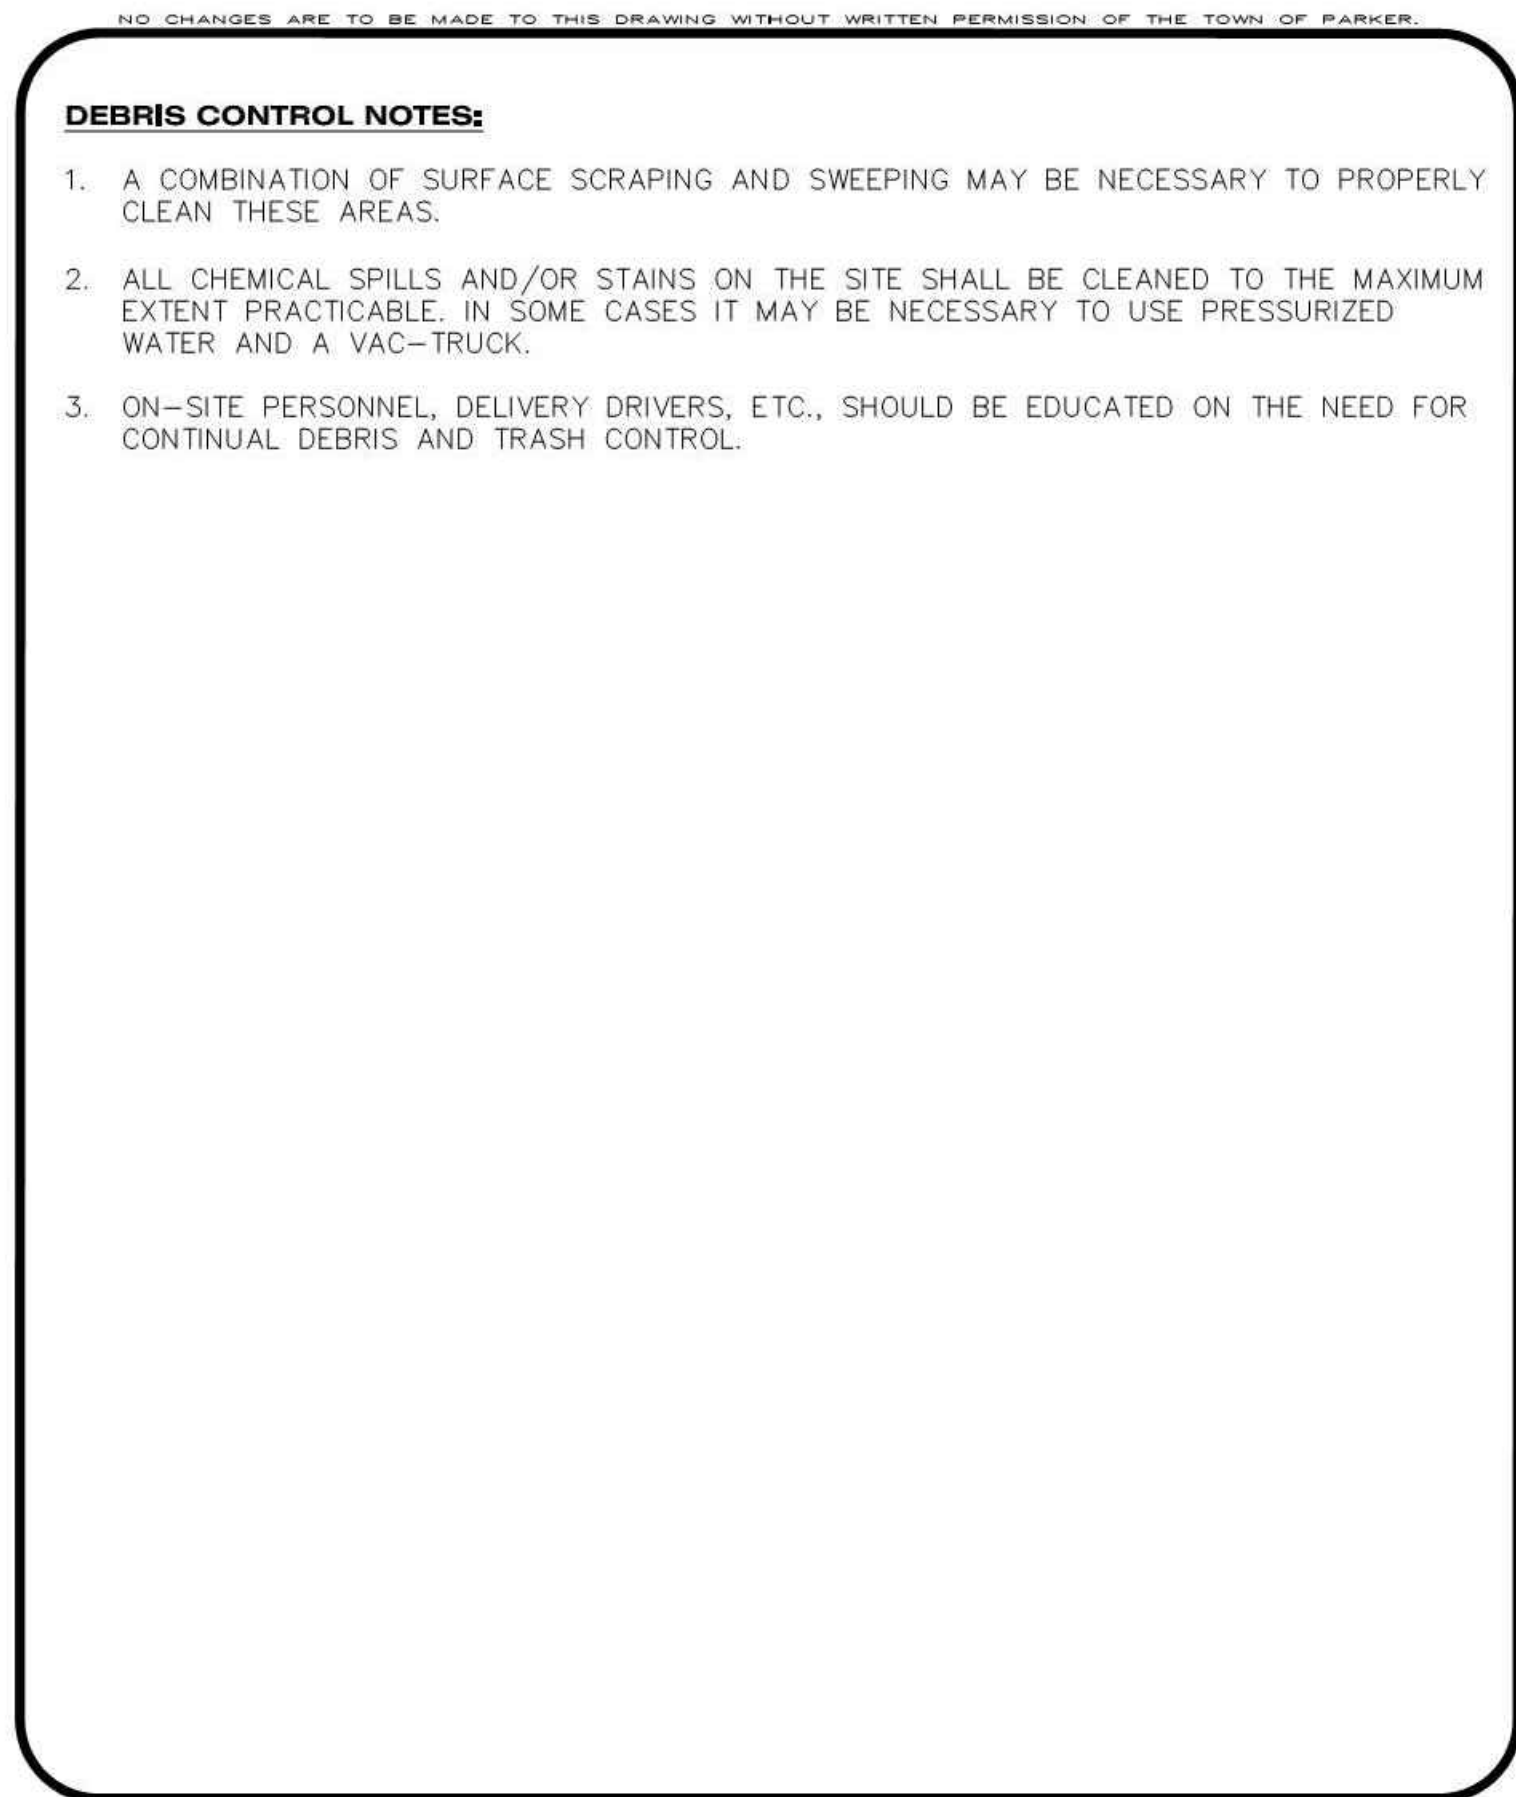 NO CHANGES ARE TO BE MADE TO THIS DRAWING WITHOUT WRITTEN PERMISSION OF THE TOWN OF PARKER.
DEBRIS CONTROL NOTES:
1. A COMBINATION OF SURFACE SCRAPING AND SWEEPING MAY BE NECESSARY TO PROPERLY
CLEAN THESE AREAS.
2. ALL CHEMICAL SPILLS AND/OR STAINS ON THE SITE SHALL BE CLEANED TO THE MAXIMUM
EXTENT PRACTICABLE. IN SOME CASES IT MAY BE NECESSARY TO USE PRESSURIZED
WATER AND A VAC-TRUCK.
3. ON-SITE PERSONNEL, DELIVERY DRIVERS, ETC., SHOULD BE EDUCATED ON THE NEED FOR
CONTINUAL DEBRIS AND TRASH CONTROL.